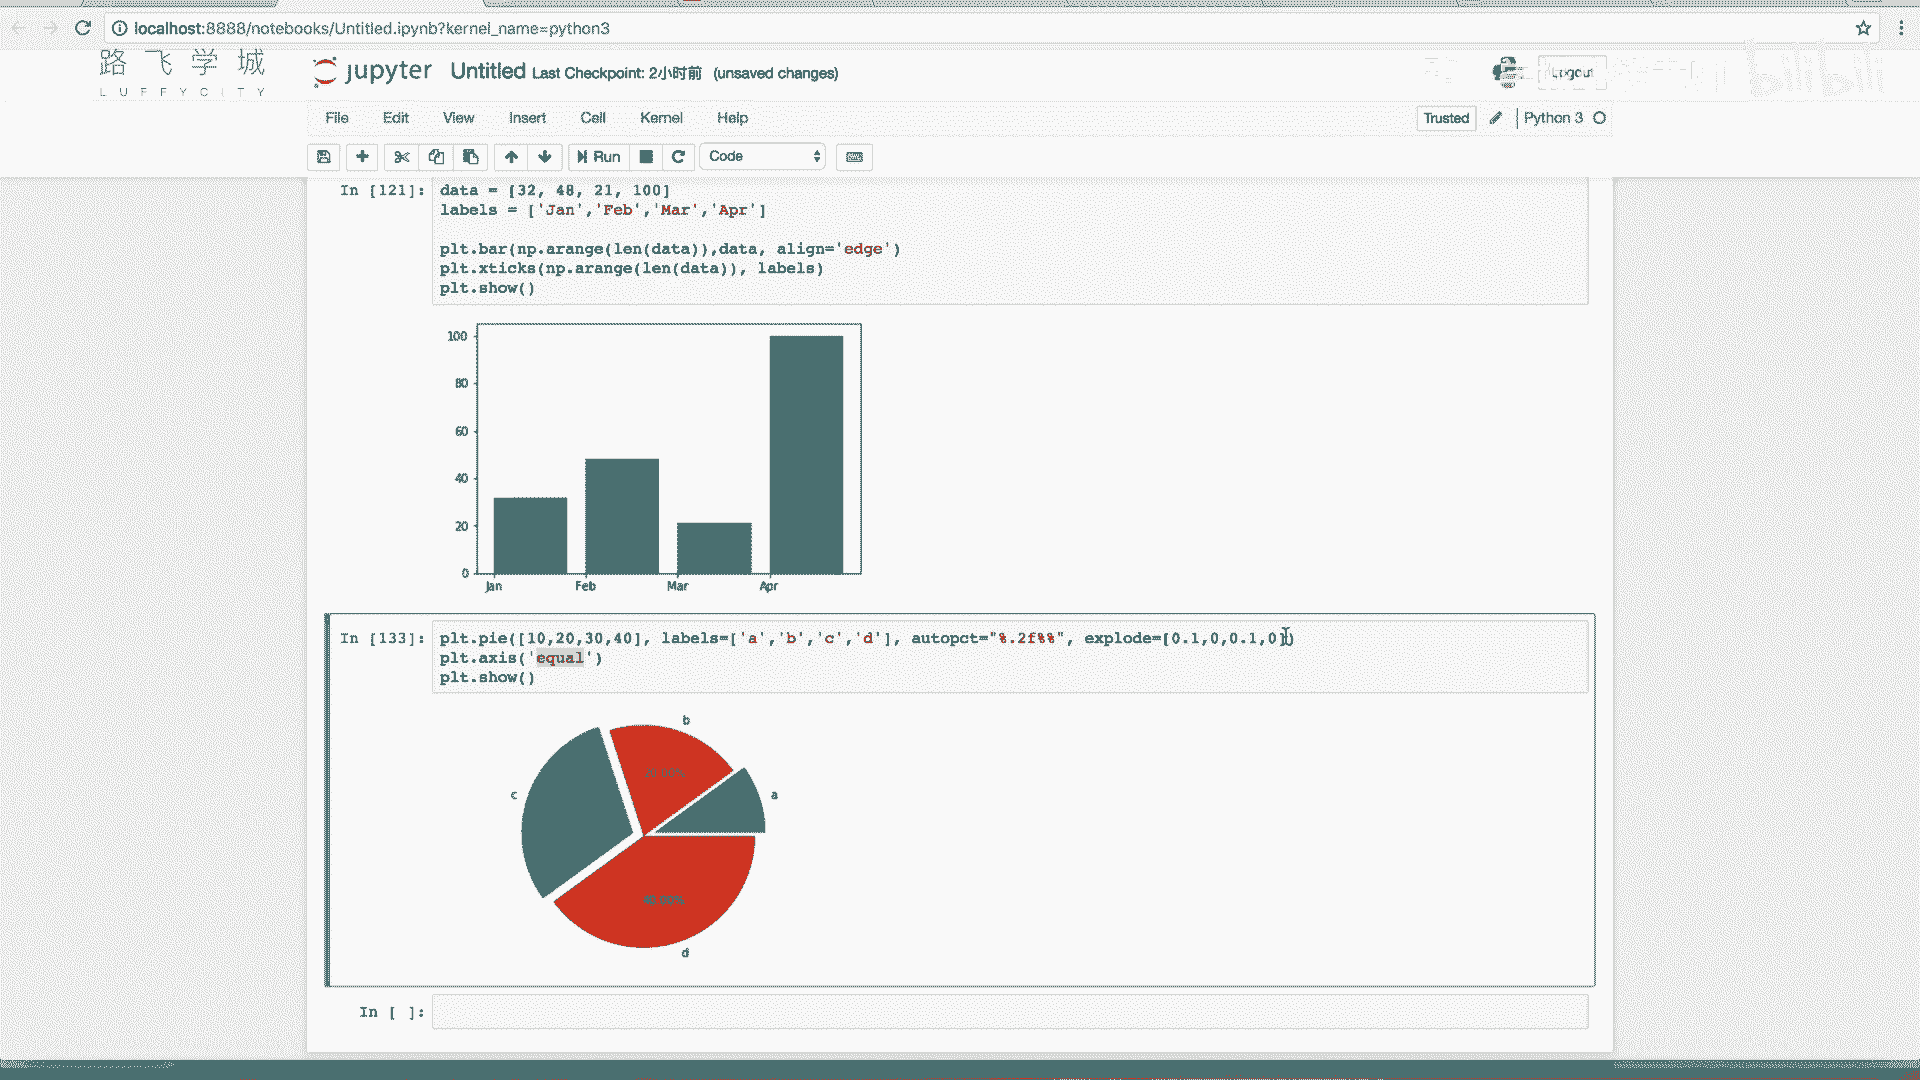 localhost:8888/notebooks/Untitled.ipynb?kernel_name=python3
路飞学城
LUFFYCITY
jupyter Untitled Last Checkpoint: 2小时前 (unsaved changes)
Logout
bilibili
File Edit View Insert Cell Kernel Help
Trusted Python 3
Run Code
In [121]: data = [32, 48, 21, 100]
labels = ['Jan','Feb','Mar','Apr']
plt.bar(np.arange(len(data)),data, align='edge')
plt.xticks(np.arange(len(data)), labels)
plt.show()
100
80
60
40
20
0
Jan Feb Mar Apr
In [133]: plt.pie([10,20,30,40], labels=['a','b','c','d'], autopct="%.2f%%", explode=[0.1,0,0.1,0])
plt.axis('equal')
plt.show()
b
c
a
40.00%
d
In [ ]: